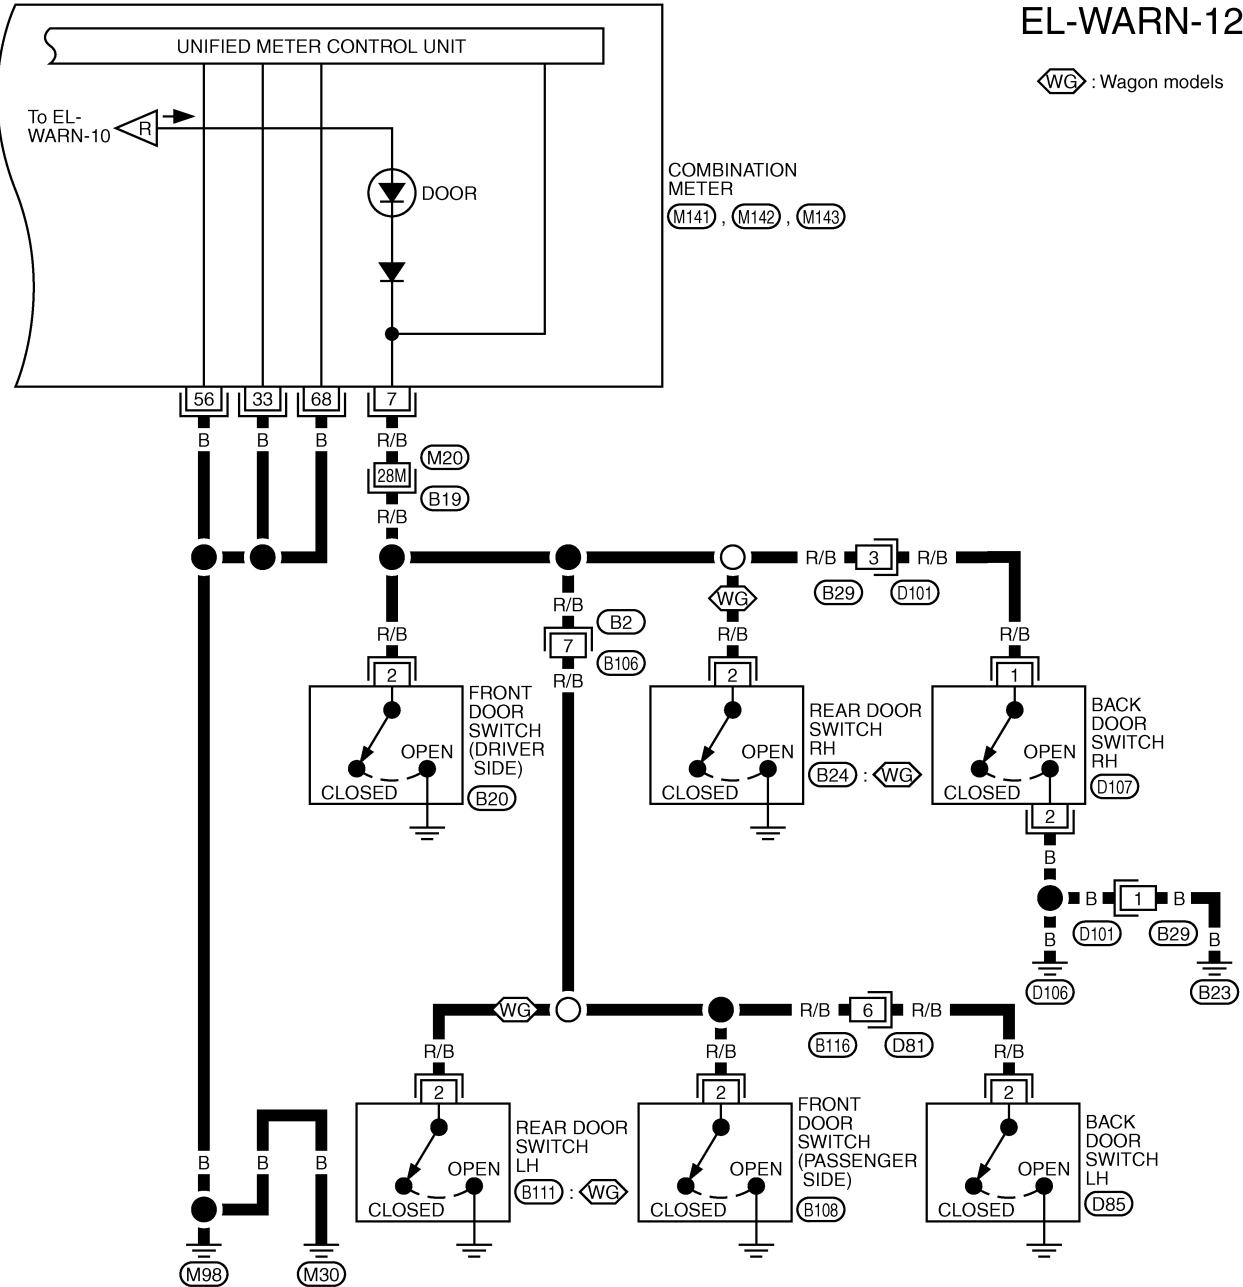 EL-WARN-12
WG : Wagon models
UNIFIED METER CONTROL UNIT
To EL-
WARN-10
R
DOOR
COMBINATION
METER
M141 , M142 , M143
56 33 68 7
B B B R/B
M20
28M
B19
R/B
R/B 3 R/B
B29 D101
WG
R/B
B2
7
B106
R/B
R/B R/B R/B
2 2 1
FRONT
DOOR
SWITCH
(DRIVER
SIDE)
B20
OPEN
CLOSED
REAR DOOR
SWITCH
RH
B24 : WG
OPEN
CLOSED
BACK
DOOR
SWITCH
RH
D107
OPEN
CLOSED
2
B
B 1 B
D101 B29
B B
D106 B23
WG
R/B 6 R/B
B116 D81
R/B R/B R/B
2 2 2
REAR DOOR
SWITCH
LH
B111 : WG
OPEN
CLOSED
FRONT
DOOR
SWITCH
(PASSENGER
SIDE)
B108
OPEN
CLOSED
BACK
DOOR
SWITCH
LH
D85
OPEN
CLOSED
B B B
M98 M30